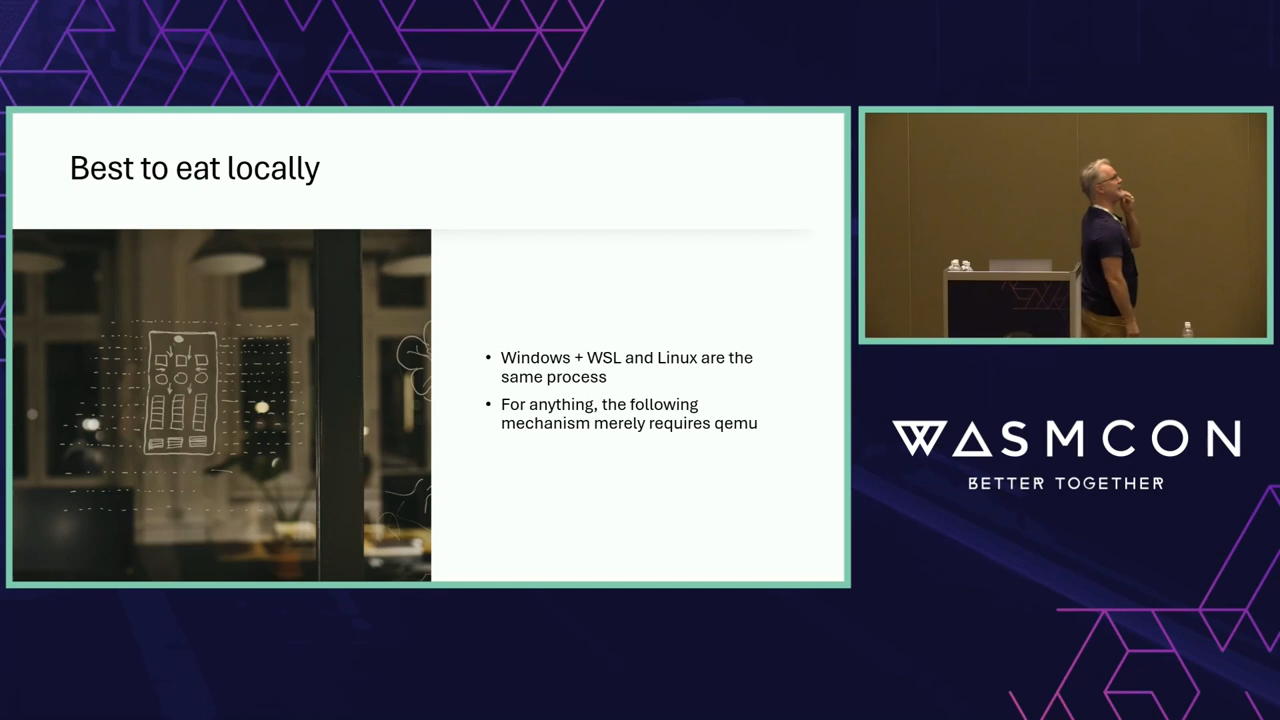 Best to eat locally
• Windows + WSL and Linux are the
same process
• For anything, the following
mechanism merely requires qemu
WASMCON
BETTER TOGETHER